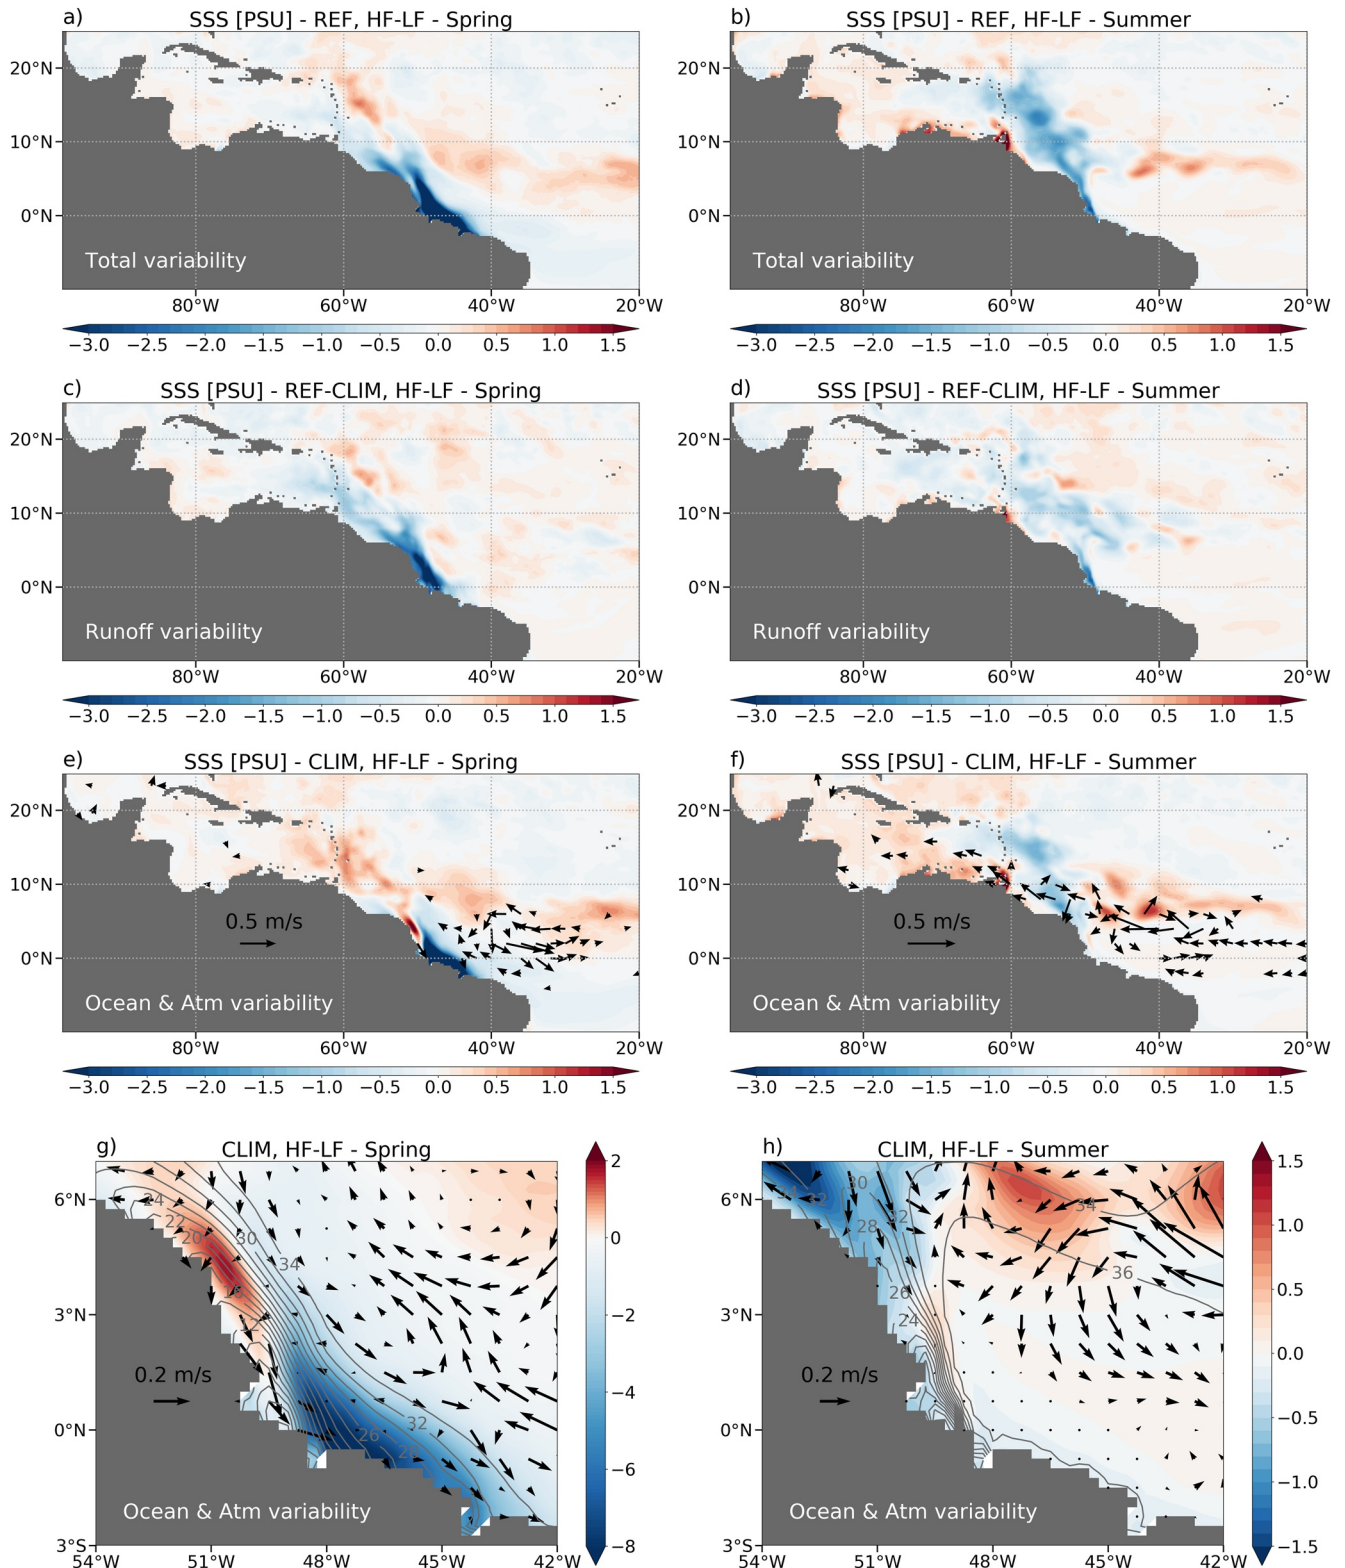 a) SSS [PSU] - REF, HF-LF - Spring
20°N
10°N
0°N
Total variability
80°W 60°W 40°W 20°W
−3.0 −2.5 −2.0 −1.5 −1.0 −0.5 0.0 0.5 1.0 1.5
b) SSS [PSU] - REF, HF-LF - Summer
20°N
10°N
0°N
Total variability
80°W 60°W 40°W 20°W
−3.0 −2.5 −2.0 −1.5 −1.0 −0.5 0.0 0.5 1.0 1.5
c) SSS [PSU] - REF-CLIM, HF-LF - Spring
20°N
10°N
0°N
Runoff variability
80°W 60°W 40°W 20°W
−3.0 −2.5 −2.0 −1.5 −1.0 −0.5 0.0 0.5 1.0 1.5
d) SSS [PSU] - REF-CLIM, HF-LF - Summer
20°N
10°N
0°N
Runoff variability
80°W 60°W 40°W 20°W
−3.0 −2.5 −2.0 −1.5 −1.0 −0.5 0.0 0.5 1.0 1.5
e) SSS [PSU] - CLIM, HF-LF - Spring
20°N
10°N
0.5 m/s
0°N
Ocean & Atm variability
80°W 60°W 40°W 20°W
−3.0 −2.5 −2.0 −1.5 −1.0 −0.5 0.0 0.5 1.0 1.5
f) SSS [PSU] - CLIM, HF-LF - Summer
20°N
10°N
0.5 m/s
0°N
Ocean & Atm variability
80°W 60°W 40°W 20°W
−3.0 −2.5 −2.0 −1.5 −1.0 −0.5 0.0 0.5 1.0 1.5
g) CLIM, HF-LF - Spring
6°N
3°N
0°N
3°S
24
22
20
30
34
32
26
0.2 m/s
Ocean & Atm variability
54°W 51°W 48°W 45°W 42°W
2
0
−2
−4
−6
−8
h) CLIM, HF-LF - Summer
6°N
3°N
0°N
3°S
30
32
28
32
34
36
26
24
0.2 m/s
Ocean & Atm variability
54°W 51°W 48°W 45°W 42°W
1.5
1.0
0.5
0.0
−0.5
−1.0
−1.5